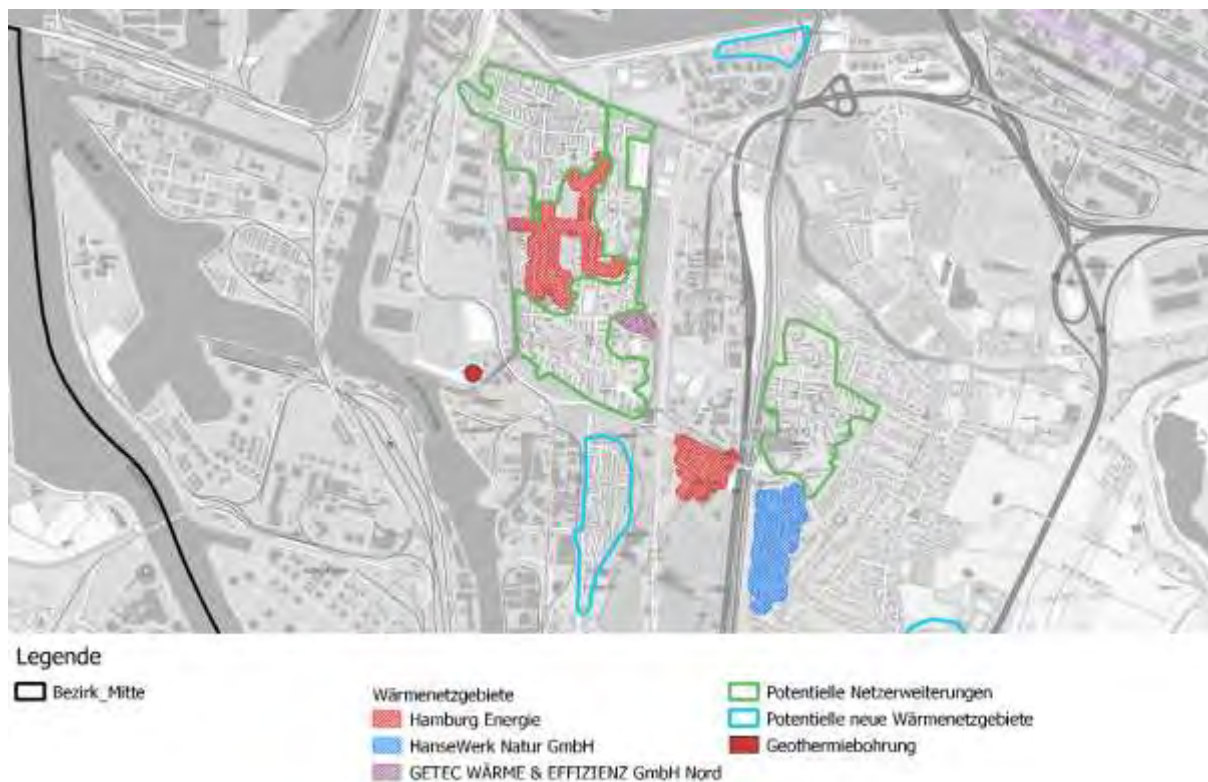 Legende
Bezirk_Mitte
Wärmenetzgebiete
Hamburg Energie
HanseWerk Natur GmbH
GETEC WÄRME & EFFIZIENZ GmbH Nord
Potentielle Netzerweiterungen
Potentielle neue Wärmenetzgebiete
Geothermiebohrung